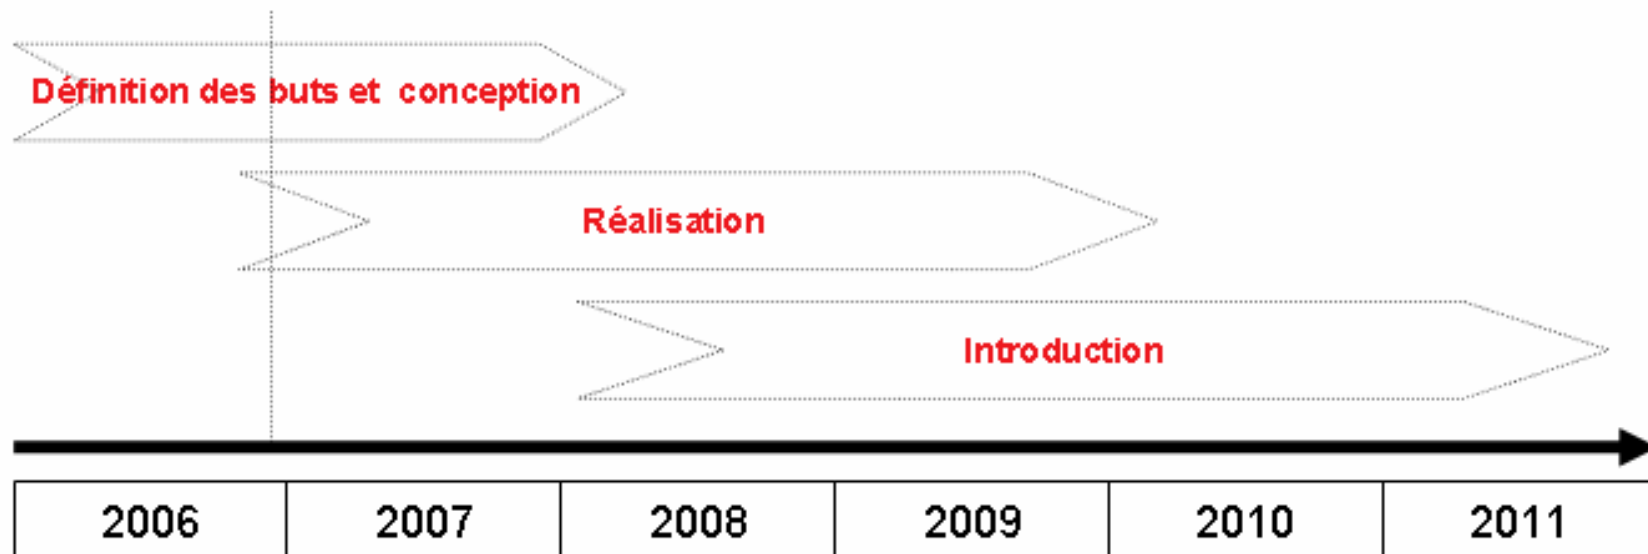 Définition des buts et conception
Réalisation
Introduction
2006 2007 2008 2009 2010 2011